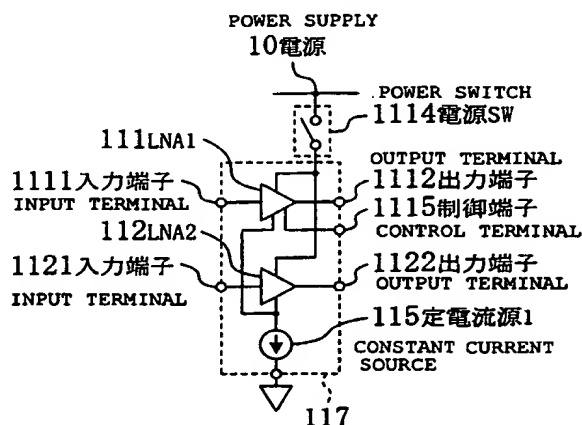 POWER SUPPLY
10電源
POWER SWITCH
1114電源SW
111LNA1
OUTPUT TERMINAL
1111入力端子
1112出力端子
INPUT TERMINAL
1115制御端子
112LNA2
CONTROL TERMINAL
1121入力端子
1122出力端子
INPUT TERMINAL
OUTPUT TERMINAL
115定電流源1
CONSTANT CURRENT
SOURCE
117